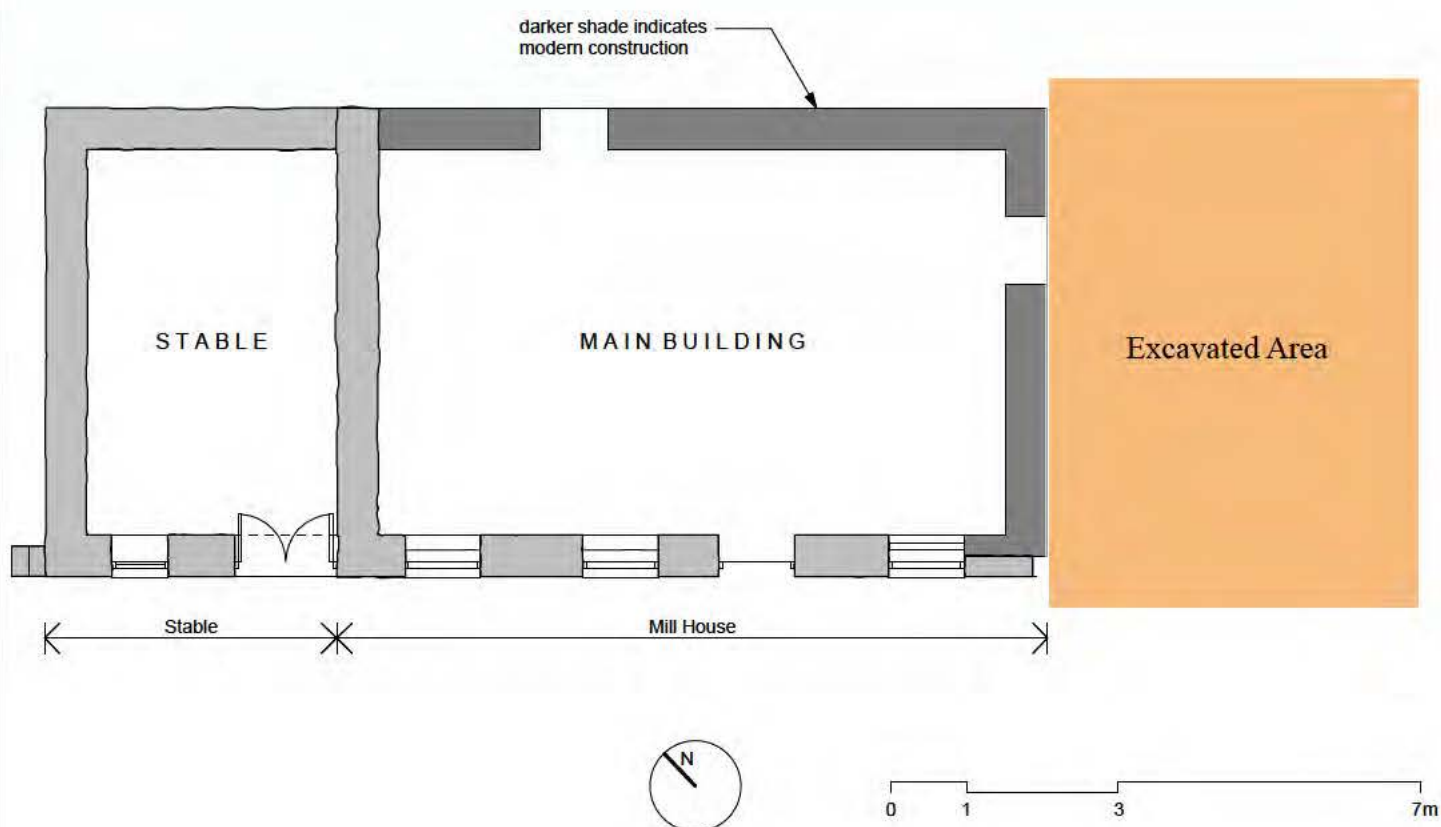 darker shade indicates
modern construction
STABLE
MAIN BUILDING
Excavated Area
Stable
Mill House
N
0 1 3 7m